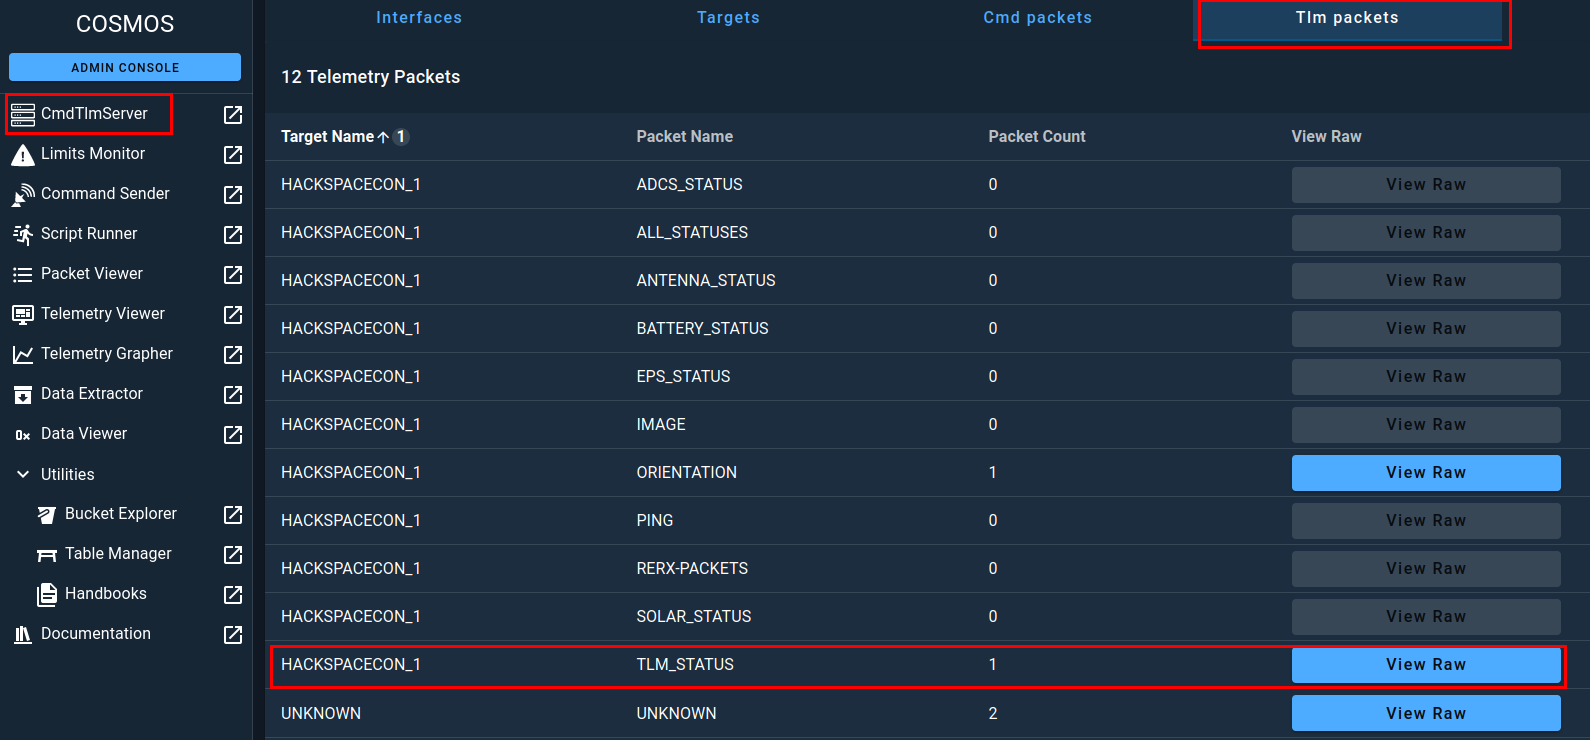 COSMOS
ADMIN CONSOLE
CmdTlmServer
Limits Monitor
Command Sender
Script Runner
Packet Viewer
Telemetry Viewer
Telemetry Grapher
Data Extractor
0x Data Viewer
Utilities
Bucket Explorer
Table Manager
Handbooks
Documentation
Interfaces Targets Cmd packets Tlm packets
12 Telemetry Packets
Target Name 1 Packet Name Packet Count View Raw
HACKSPACECON_1 ADCS_STATUS 0 View Raw
HACKSPACECON_1 ALL_STATUSES 0 View Raw
HACKSPACECON_1 ANTENNA_STATUS 0 View Raw
HACKSPACECON_1 BATTERY_STATUS 0 View Raw
HACKSPACECON_1 EPS_STATUS 0 View Raw
HACKSPACECON_1 IMAGE 0 View Raw
HACKSPACECON_1 ORIENTATION 1 View Raw
HACKSPACECON_1 PING 0 View Raw
HACKSPACECON_1 RERX-PACKETS 0 View Raw
HACKSPACECON_1 SOLAR_STATUS 0 View Raw
HACKSPACECON_1 TLM_STATUS 1 View Raw
UNKNOWN UNKNOWN 2 View Raw